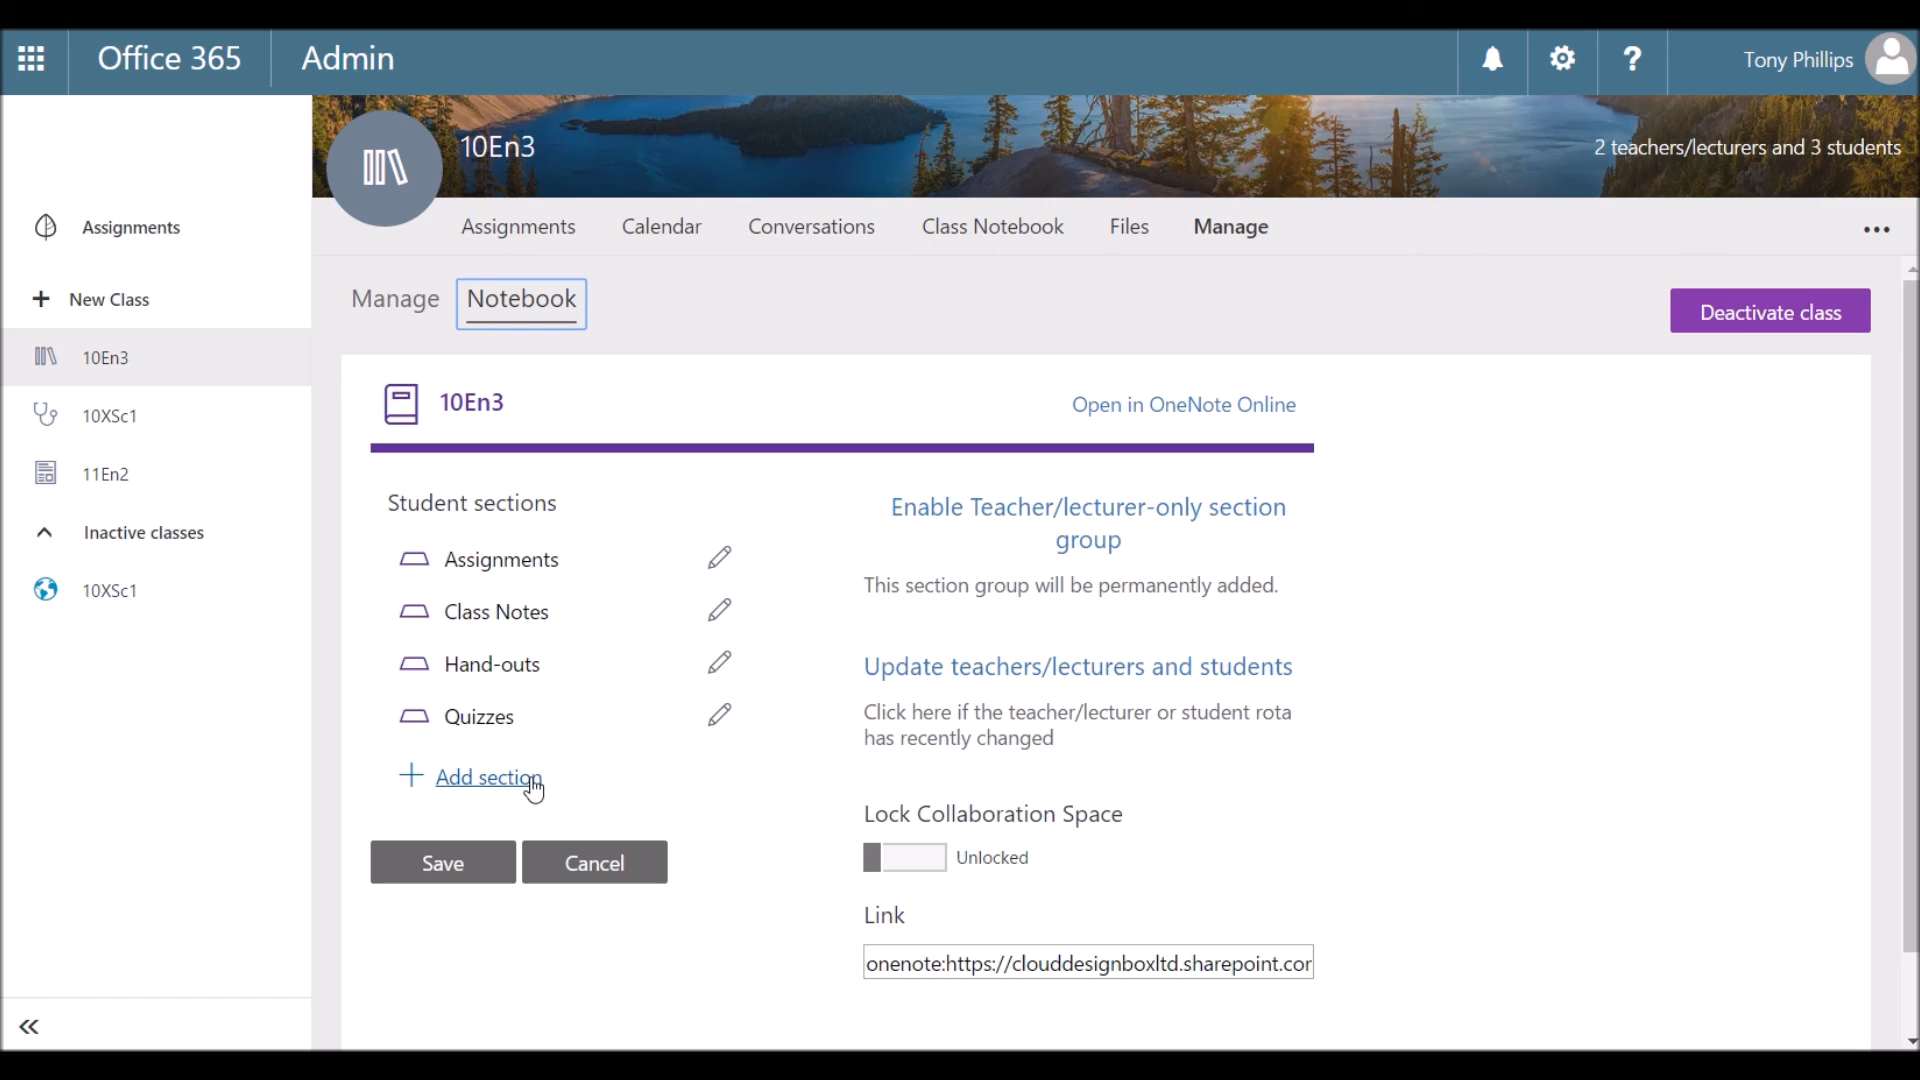 Office 365
Admin
?
Tony Phillips
10En3
2 teachers/lecturers and 3 students
Assignments
Calendar
Conversations
Class Notebook
Files
Manage
•••
Assignments
New Class
10En3
10XSc1
11En2
Inactive classes
10XSc1
Manage
Notebook
Deactivate class
10En3
Open in OneNote Online
Student sections
Assignments
Class Notes
Hand-outs
Quizzes
Add section
Save
Cancel
Enable Teacher/lecturer-only section
group
This section group will be permanently added.
Update teachers/lecturers and students
Click here if the teacher/lecturer or student rota
has recently changed
Lock Collaboration Space
Unlocked
Link
onenote:https://clouddesignboxltd.sharepoint.cor